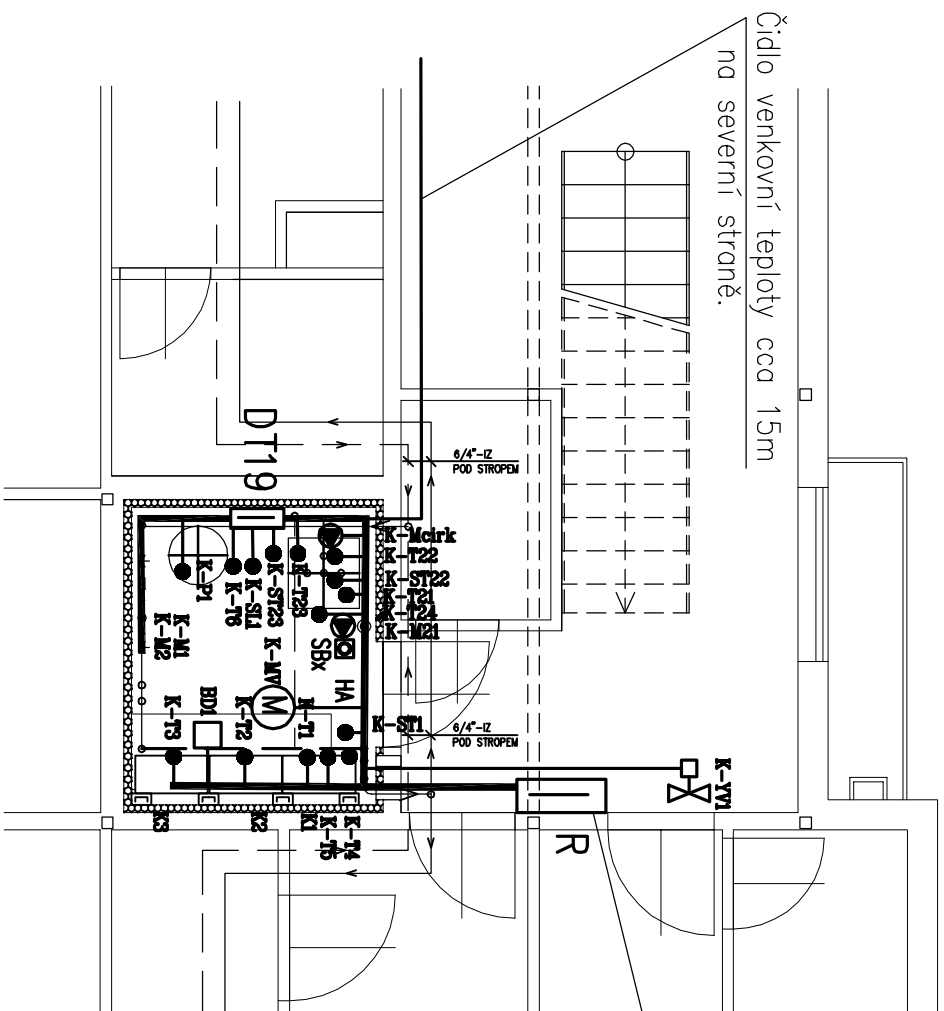 Čidlo venkovní teploty cca 15m
na severní straně.
DT19
6/4"-IZ
POD STROPEM
K-Mcirk
K-T22
K-ST22
K-T21
K-T24
K-M21
K-T23
K-ST23
K-SL1
K-T6
K-P1
K-M1
K-M2
SBx
HA
K-MV
M
K-ST1
6/4"-IZ
POD STROPEM
K-T1
K-T2
BD1
K-T3
K-YV1
R
K-T4
K-T5
K1
K2
K3